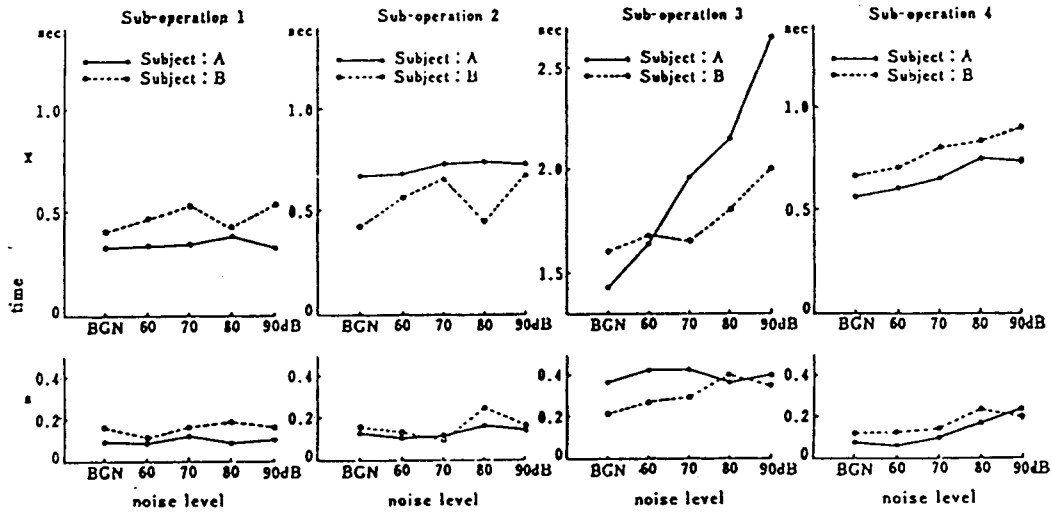 Sub-operation 1
Sub-operation 2
Sub-operation 3
Sub-operation 4
sec
sec
sec
sec
Subject : A
Subject : B
Subject : A
Subject : B
Subject : A
Subject : B
Subject : A
Subject : B
1.0
0.5
0
1.0
0.5
0
2.5
2.0
1.5
1.0
0.5
0
x
time
BGN 60 70 80 90dB
BGN 60 70 80 90dB
BGN 60 70 80 90dB
BGN 60 70 80 90dB
0.4
0.2
0
0.4
0.2
0
0.4
0.2
0
0.4
0.2
0
BGN 60 70 80 90dB
BGN 60 70 80 90dB
BGN 60 70 80 90dB
BGN 60 70 80 90dB
noise level
noise level
noise level
noise level